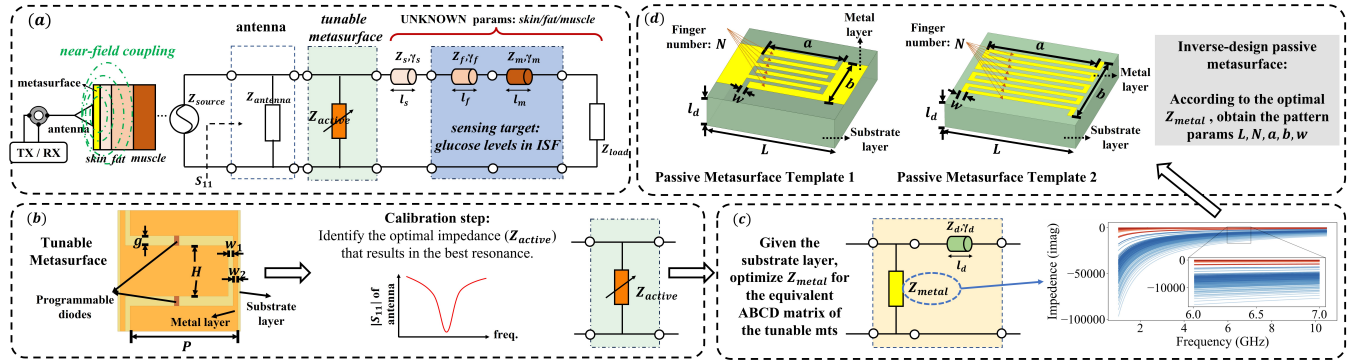 (a)
near-field coupling
metasurface
antenna
TX / RX
skin fat muscle
Z_source
S_11
antenna
Z_antenna
tunable
metasurface
Z_active
UNKNOWN params: skin/fat/muscle
Z_s,γ_s
l_s
Z_f,γ_f
l_f
Z_m,γ_m
l_m
sensing target:
glucose levels in ISF
Z_load
(d)
Finger
number: N
a
b
w
l_d
L
Metal
layer
Substrate
layer
Passive Metasurface Template 1
Finger
number: N
a
b
w
l_d
L
Metal
layer
Substrate
layer
Passive Metasurface Template 2
Inverse-design passive
metasurface:
According to the optimal
Z_metal , obtain the pattern
params L, N, a, b, w
(b)
Tunable
Metasurface
Programmable
diodes
g
H
w_1
w_2
Metal layer
Substrate
layer
P
Calibration step:
Identify the optimal impedance (Z_active)
that results in the best resonance.
|S_11| of
antenna
freq.
Z_active
(c)
Given the
substrate layer,
optimize Z_metal for
the equivalent
ABCD matrix of
the tunable mts
Z_d,γ_d
l_d
Z_metal
Impedence (imag)
0
−50000
−100000
0
−10000
6.0 6.5 7.0
2 4 6 8 10
Frequency (GHz)